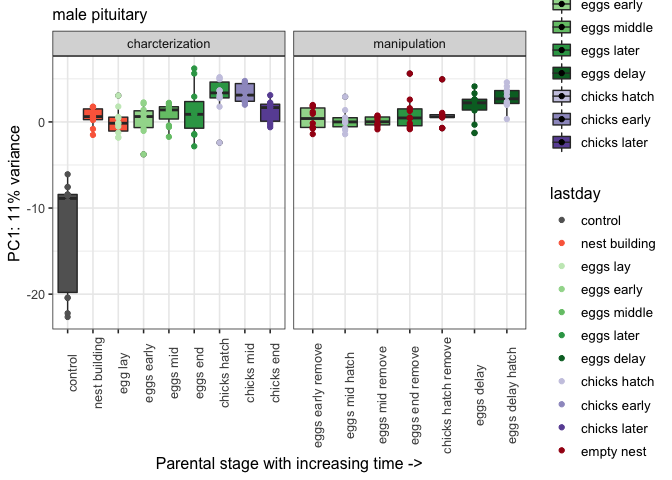 male pituitary
charcterization
manipulation
PC1: 11% variance
0
-10
-20
control
nest building
egg lay
eggs early
eggs mid
eggs end
chicks hatch
chicks mid
chicks end
eggs early remove
eggs mid hatch
eggs mid remove
eggs end remove
chicks hatch remove
eggs delay
eggs delay hatch
Parental stage with increasing time ->
eggs early
eggs middle
eggs later
eggs delay
chicks hatch
chicks early
chicks later
lastday
control
nest building
eggs lay
eggs early
eggs middle
eggs later
eggs delay
chicks hatch
chicks early
chicks later
empty nest